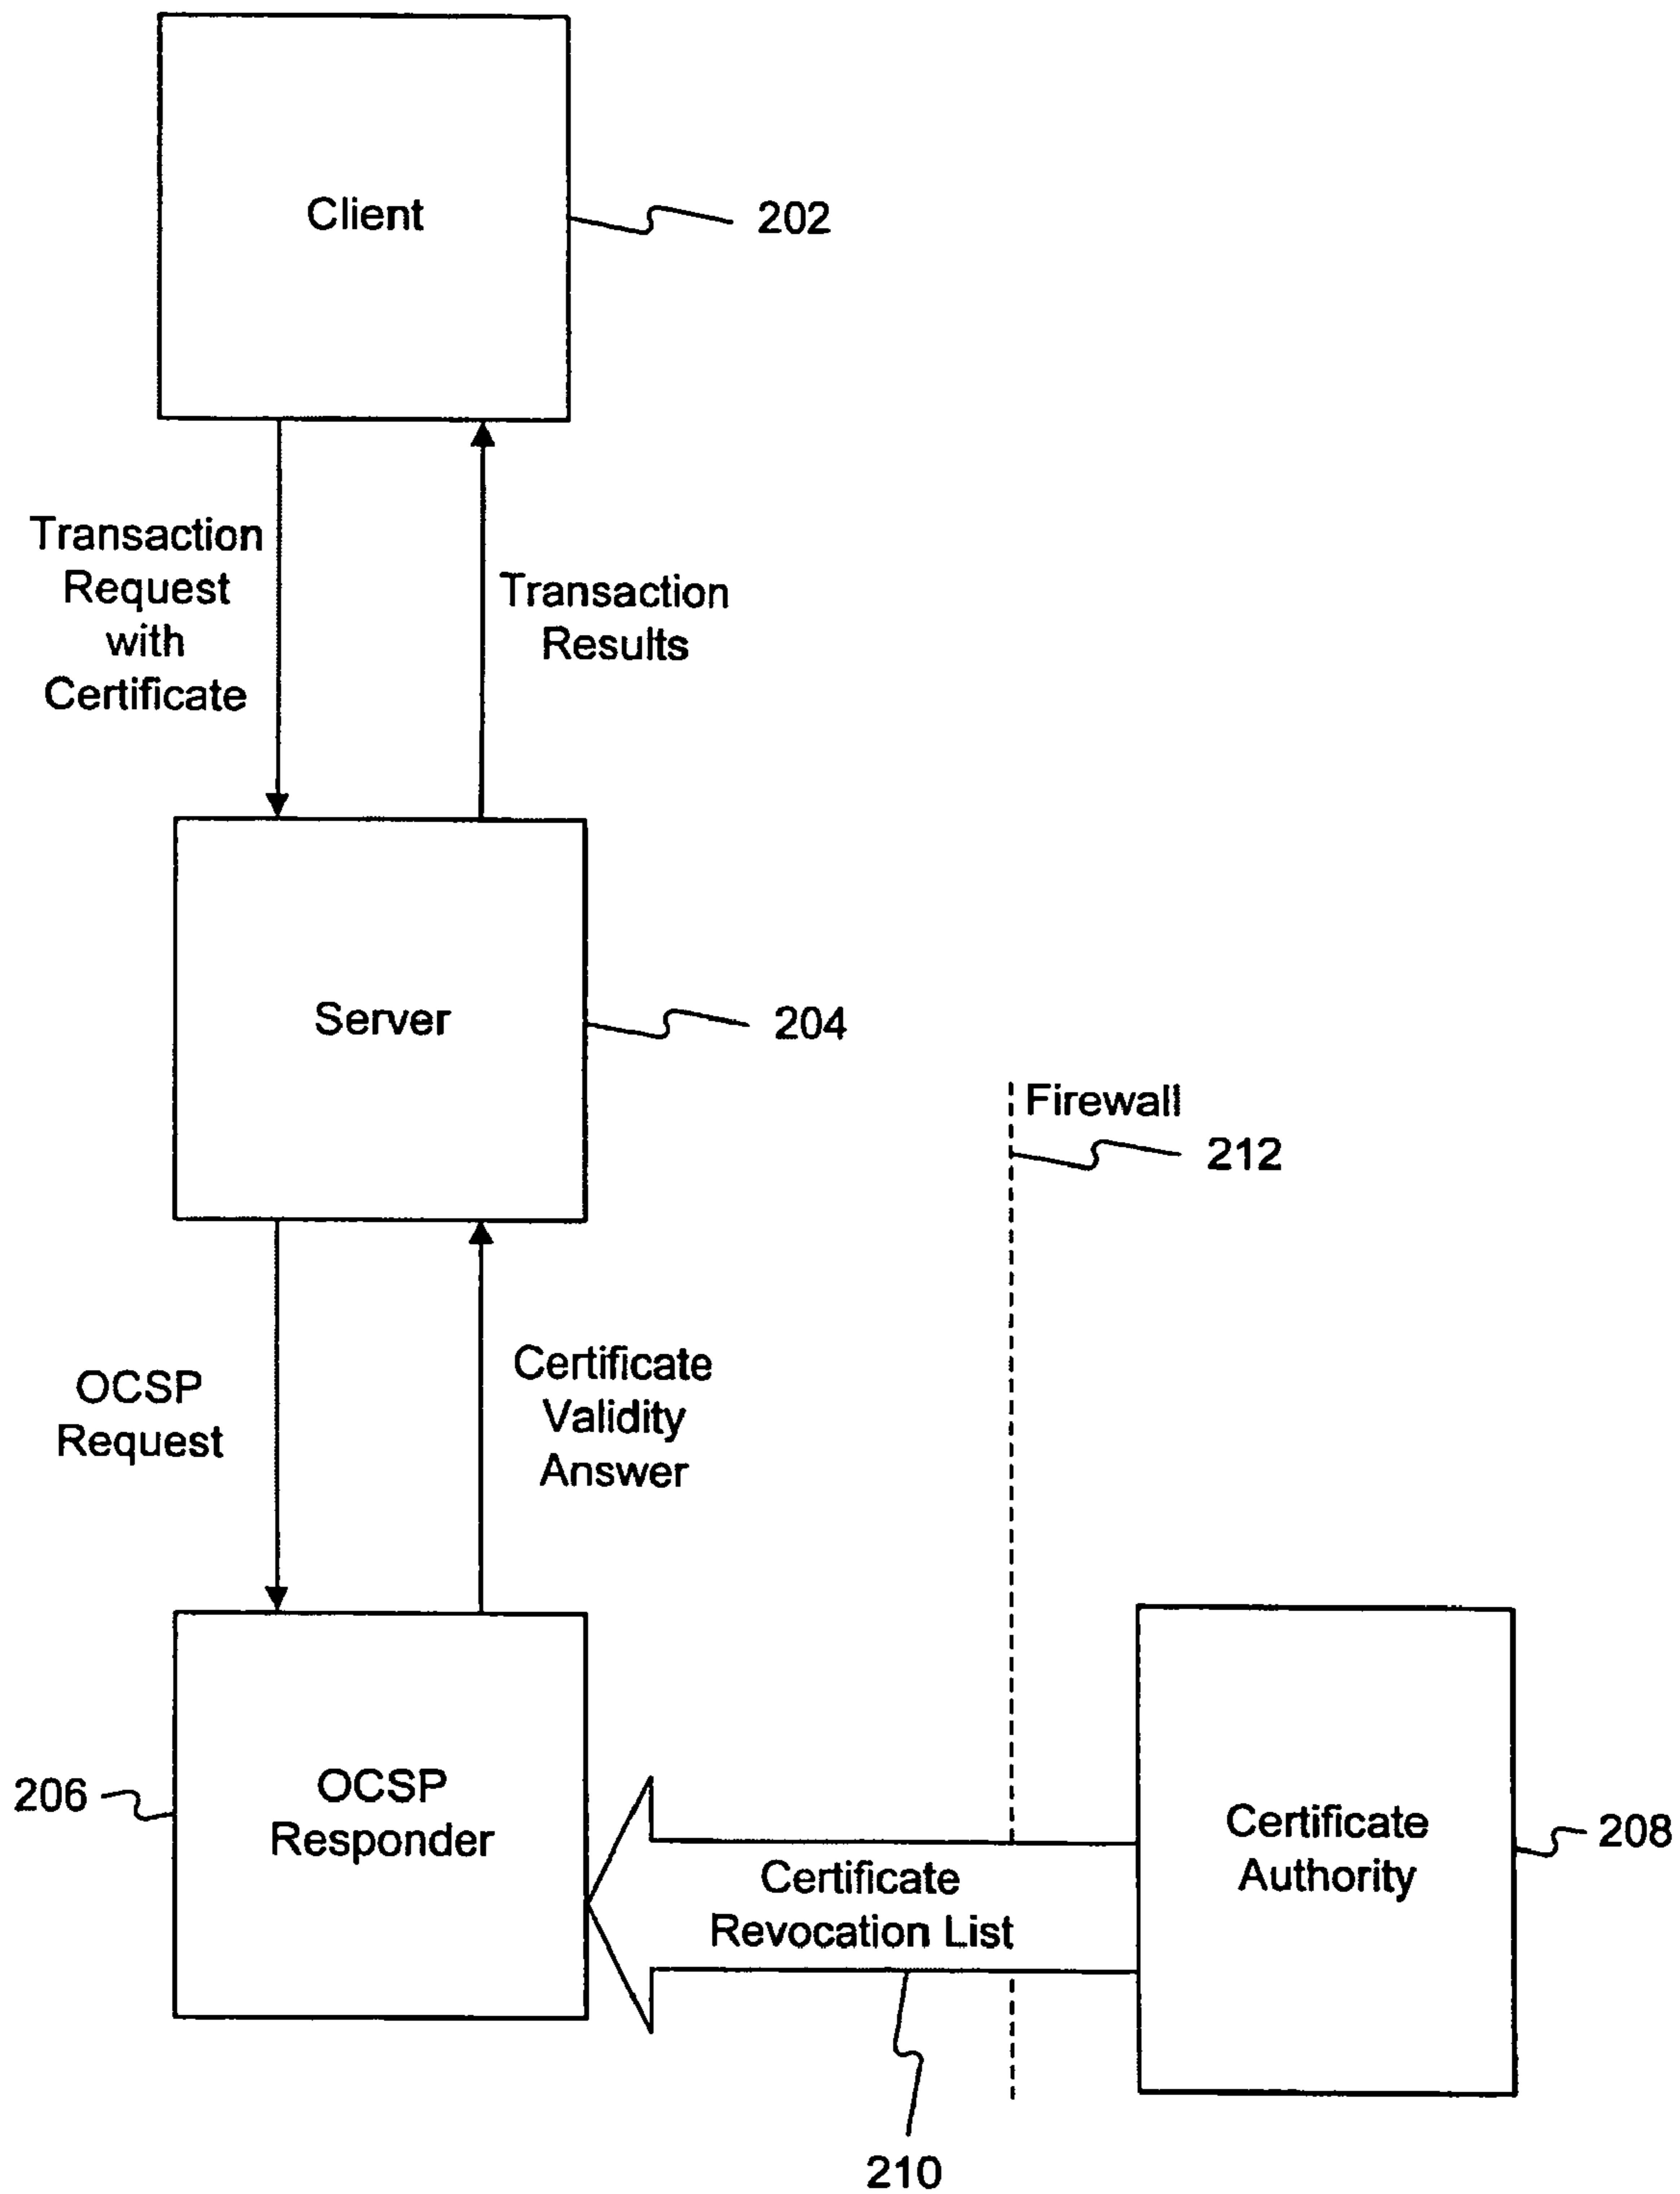 Client
202
Transaction
Request
with
Certificate
Transaction
Results
Server
204
Firewall
212
OCSP
Request
Certificate
Validity
Answer
206
OCSP
Responder
Certificate
Revocation List
Certificate
Authority
208
210